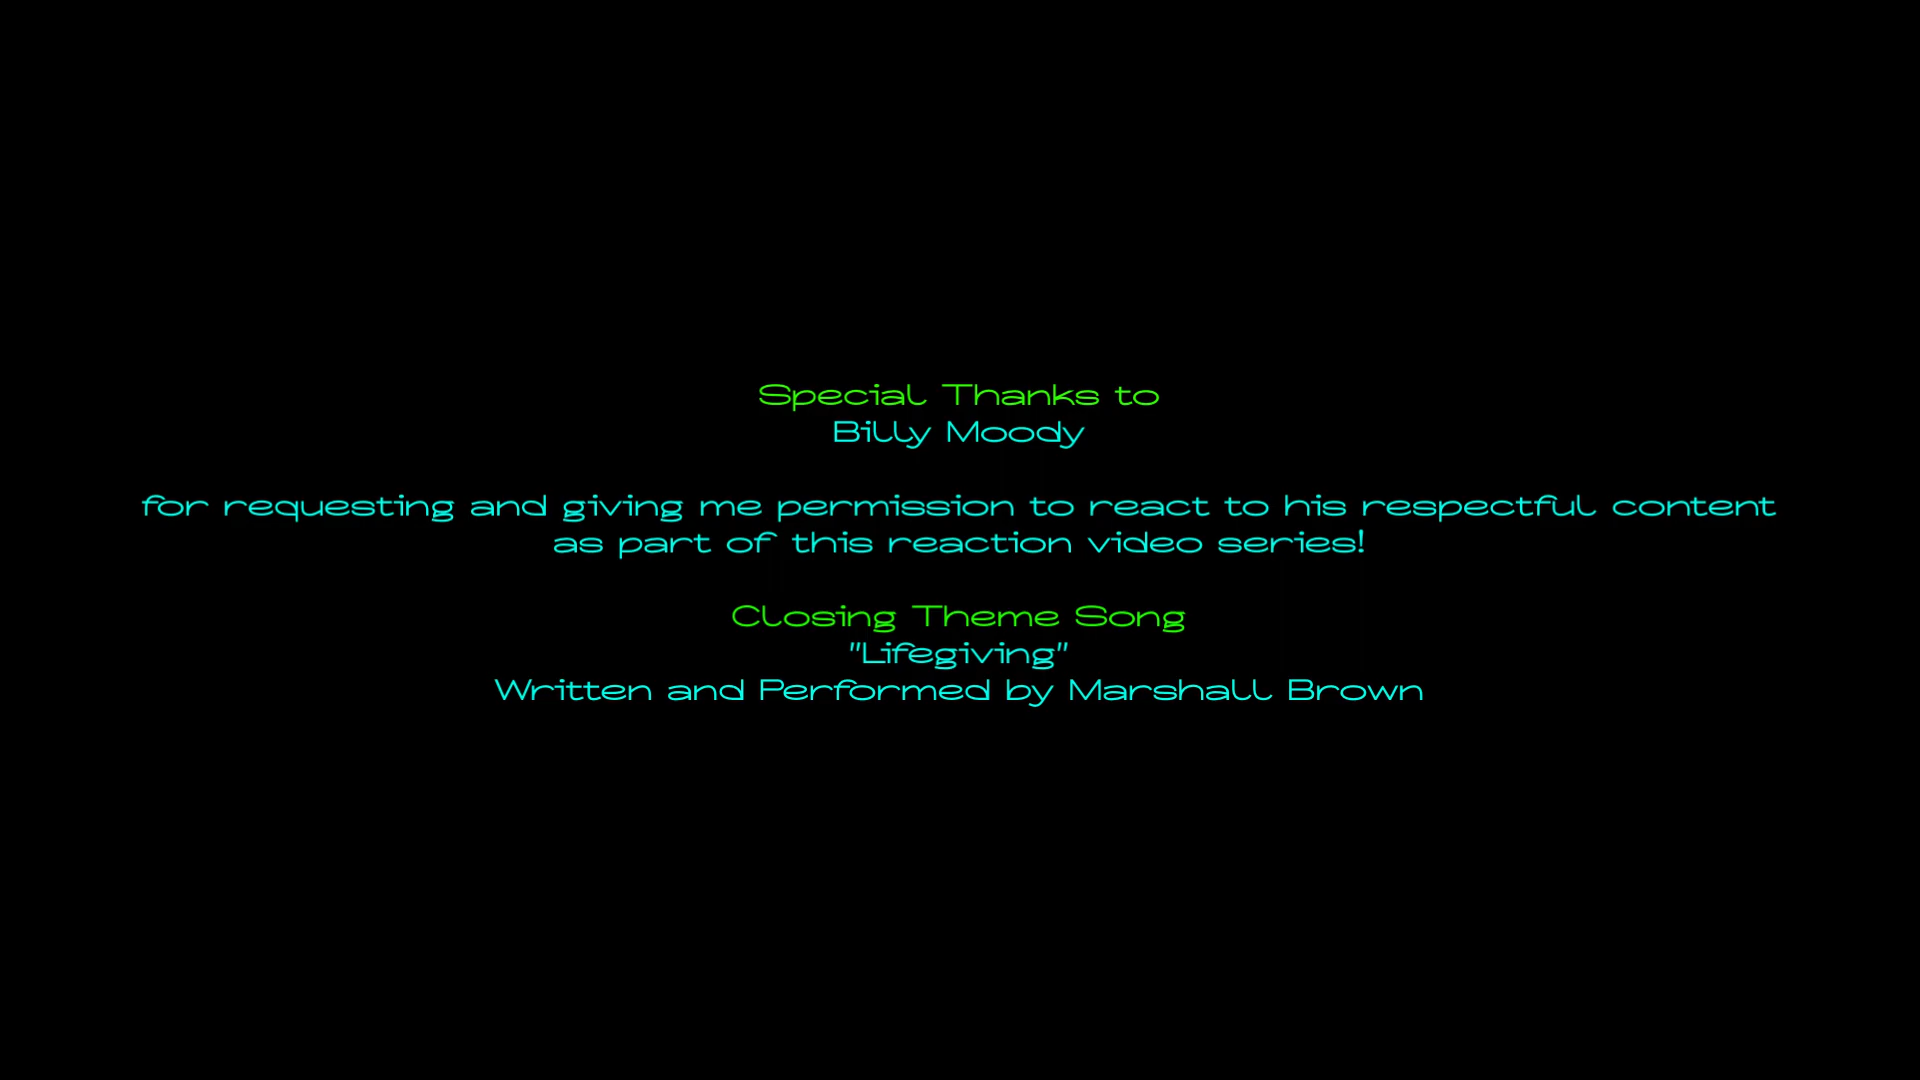 Special Thanks to
Billy Moody
for requesting and giving me permission to react to his respectful content
as part of this reaction video series!
Closing Theme Song
"Lifegiving"
Written and Performed by Marshall Brown